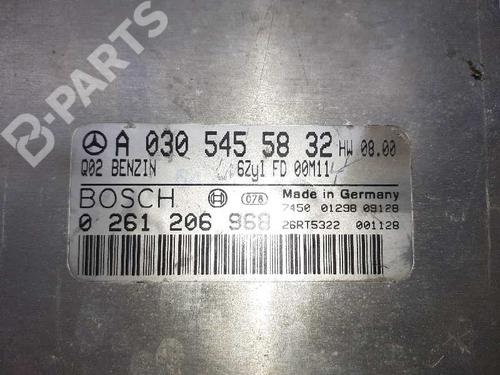 B-PARTS
A 030 545 58 32 HW 08.00
Q02 BENZIN 6Zyl FD 00M11
BOSCH 078 Made in Germany
7450 01298 09128
0 261 206 968 26RT5322 001128